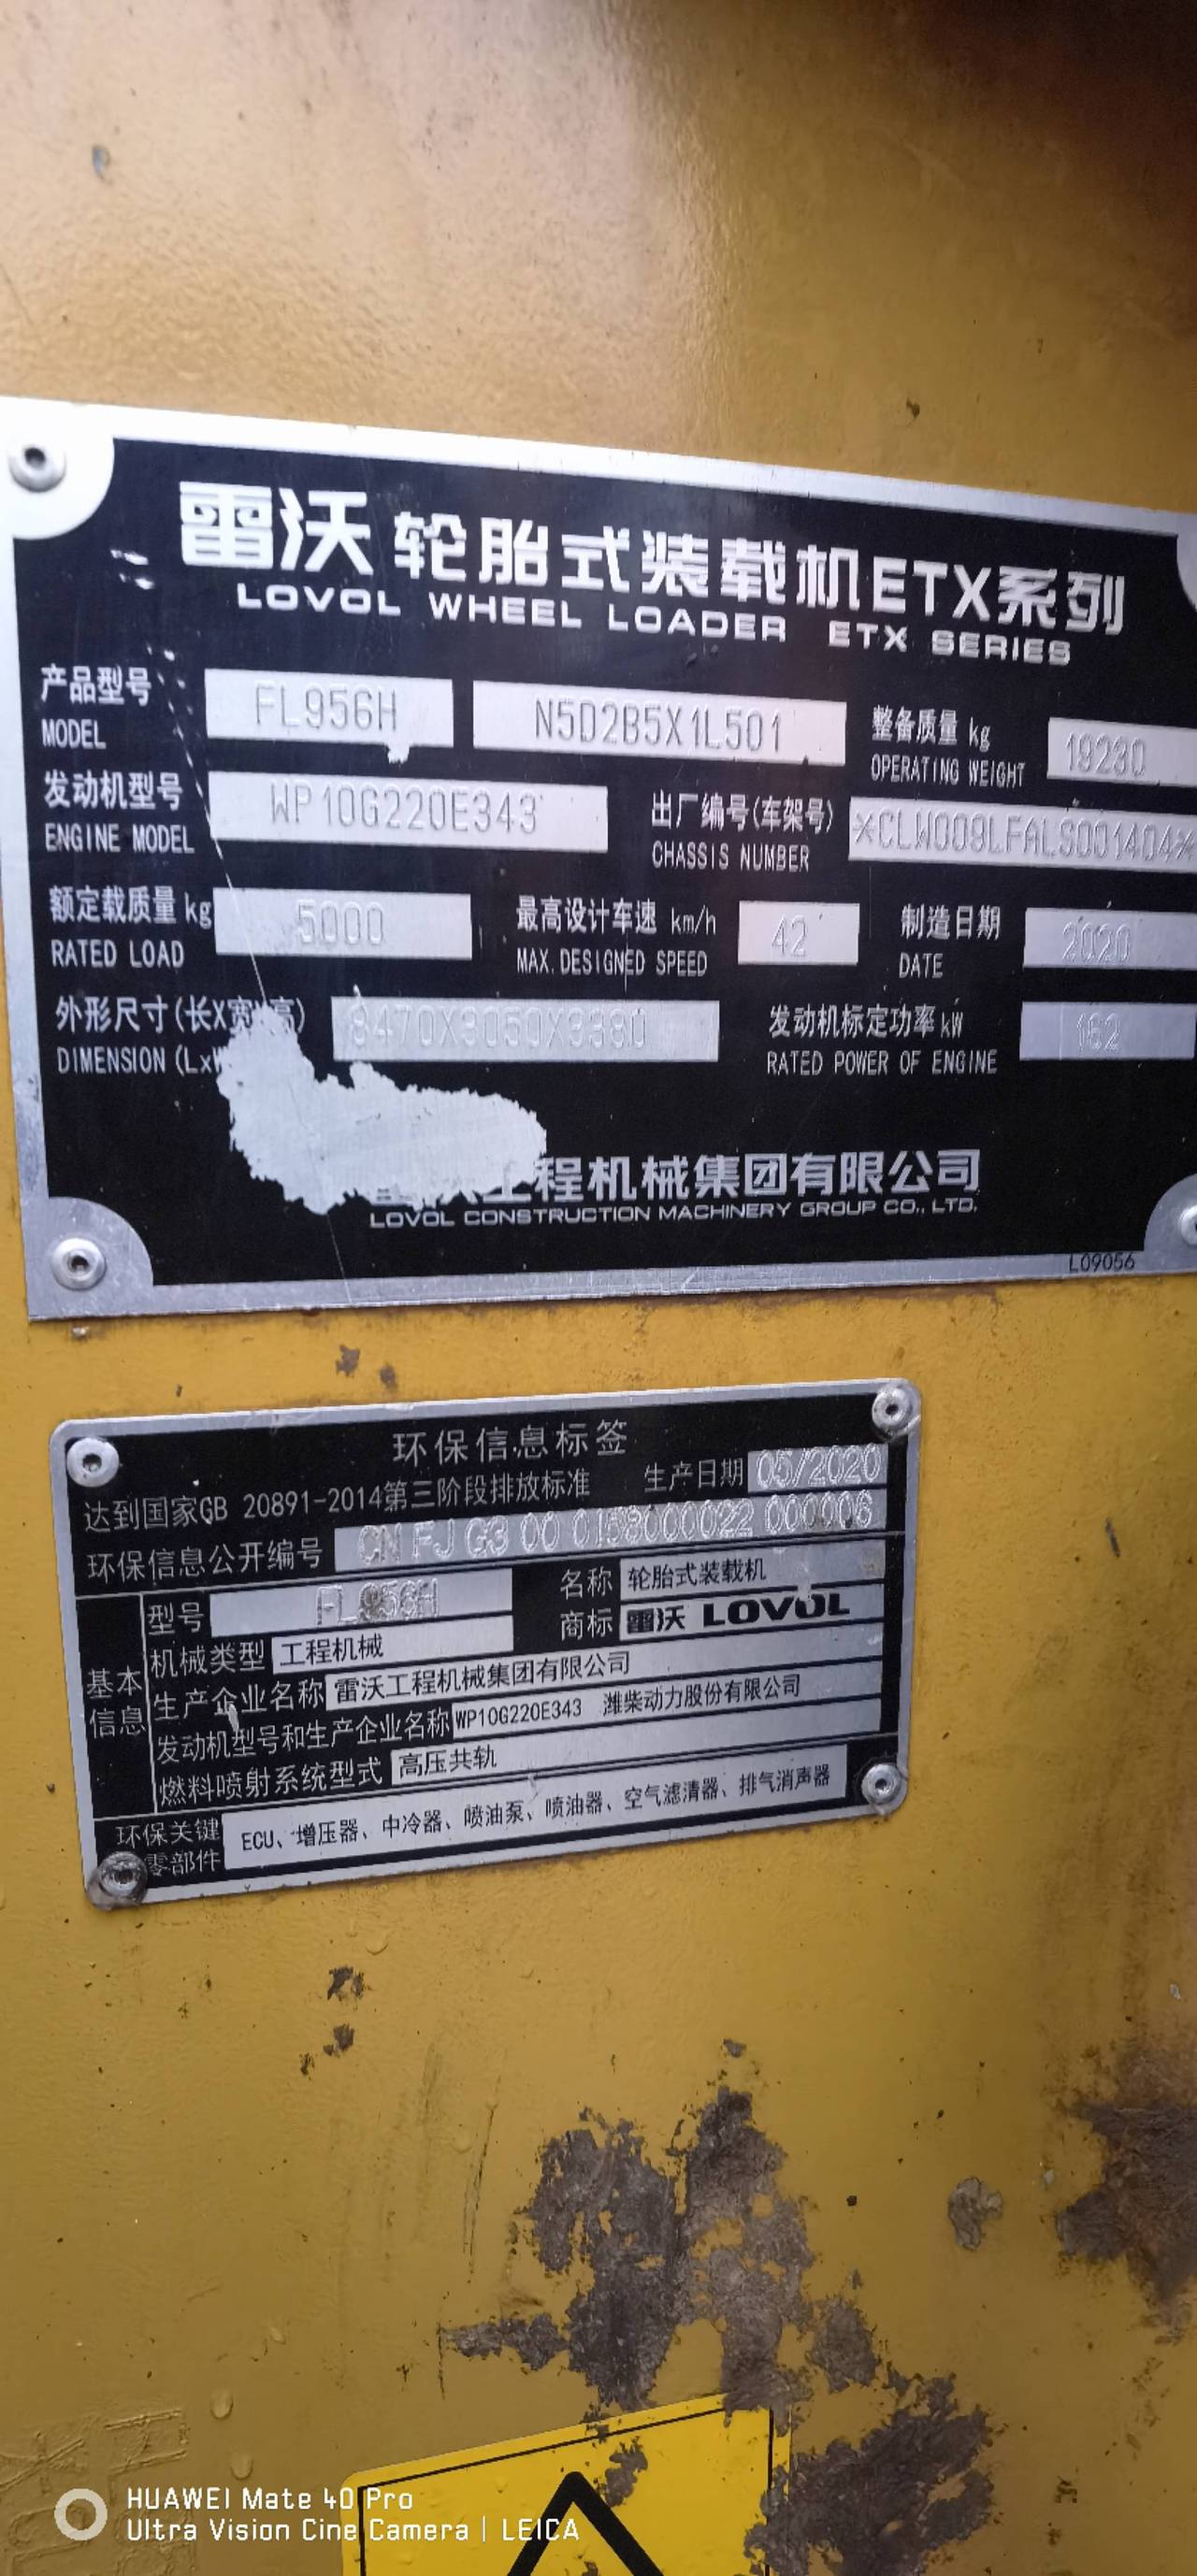 雷沃 轮胎式装载机ETX系列
LOVOL WHEEL LOADER ETX SERIES
产品型号 FL956H N5D2B5X1L501 整备质量 kg 19230
MODEL OPERATING WEIGHT
发动机型号 WP10G220E343 出厂编号(车架号) *CLW009LFALS001404*
ENGINE MODEL CHASSIS NUMBER
额定载质量 kg 5000 最高设计车速 km/h 42 制造日期 2020
RATED LOAD MAX.DESIGNED SPEED DATE
外形尺寸(长X宽X高) 8470X3050X3380 发动机标定功率 kW 162
DIMENSION (LxW RATED POWER OF ENGINE
雷沃工程机械集团有限公司
LOVOL CONSTRUCTION MACHINERY GROUP CO., LTD.
L09056
环保信息标签
达到国家GB 20891-2014第三阶段排放标准 生产日期 05/2020
环保信息公开编号 CN FJ G3 00 0158000022 000006
基本信息
型号 FL956H 名称 轮胎式装载机
机械类型 工程机械 商标 雷沃 LOVOL
生产企业名称 雷沃工程机械集团有限公司
发动机型号和生产企业名称 WP10G220E343 潍柴动力股份有限公司
燃料喷射系统型式 高压共轨
环保关键零部件 ECU、增压器、中冷器、喷油泵、喷油器、空气滤清器、排气消声器
HUAWEI Mate 40 Pro
Ultra Vision Cine Camera | LEICA